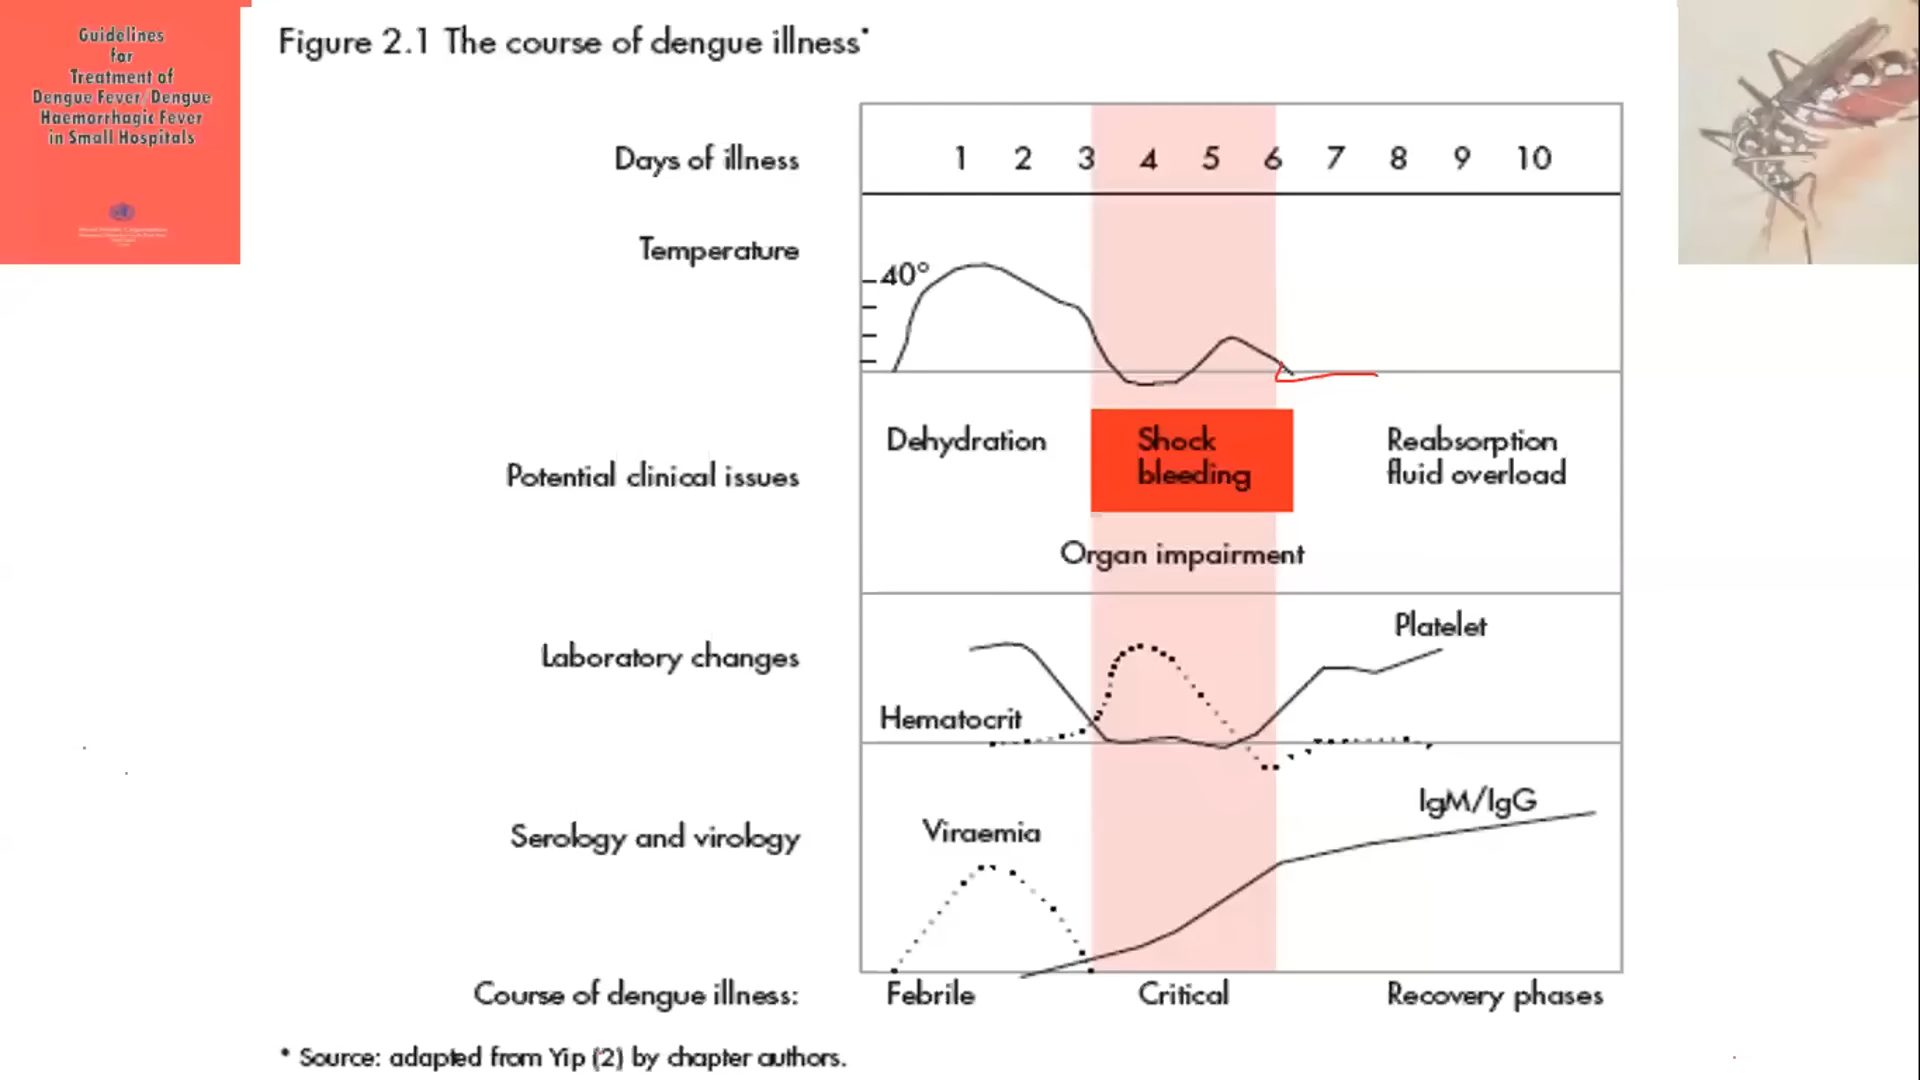 Guidelines
for
Treatment of
Dengue Fever/Dengue
Haemorrhagic Fever
in Small Hospitals
Figure 2.1 The course of dengue illness*
Days of illness 1 2 3 4 5 6 7 8 9 10
Temperature
40°
Potential clinical issues
Dehydration
Shock
bleeding
Reabsorption
fluid overload
Organ impairment
Laboratory changes
Platelet
Hematocrit
Serology and virology
IgM/IgG
Viraemia
Course of dengue illness: Febrile Critical Recovery phases
* Source: adapted from Yip (2) by chapter authors.